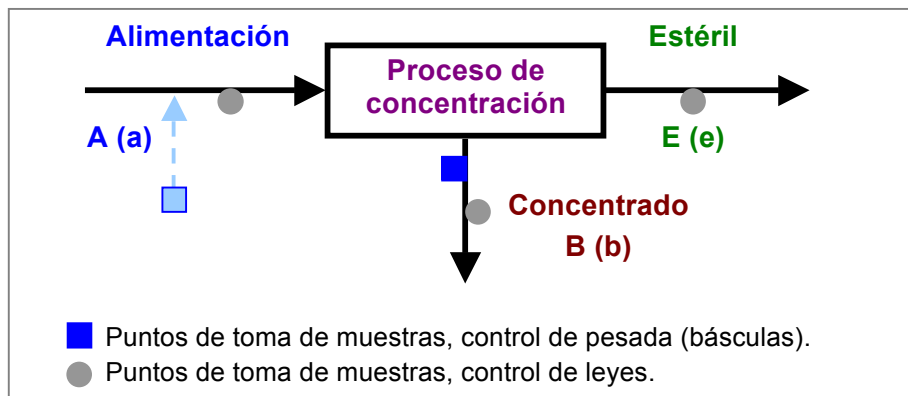 Alimentación
Estéril
Proceso de
concentración
A (a)
E (e)
Concentrado
B (b)
Puntos de toma de muestras, control de pesada (básculas).
Puntos de toma de muestras, control de leyes.